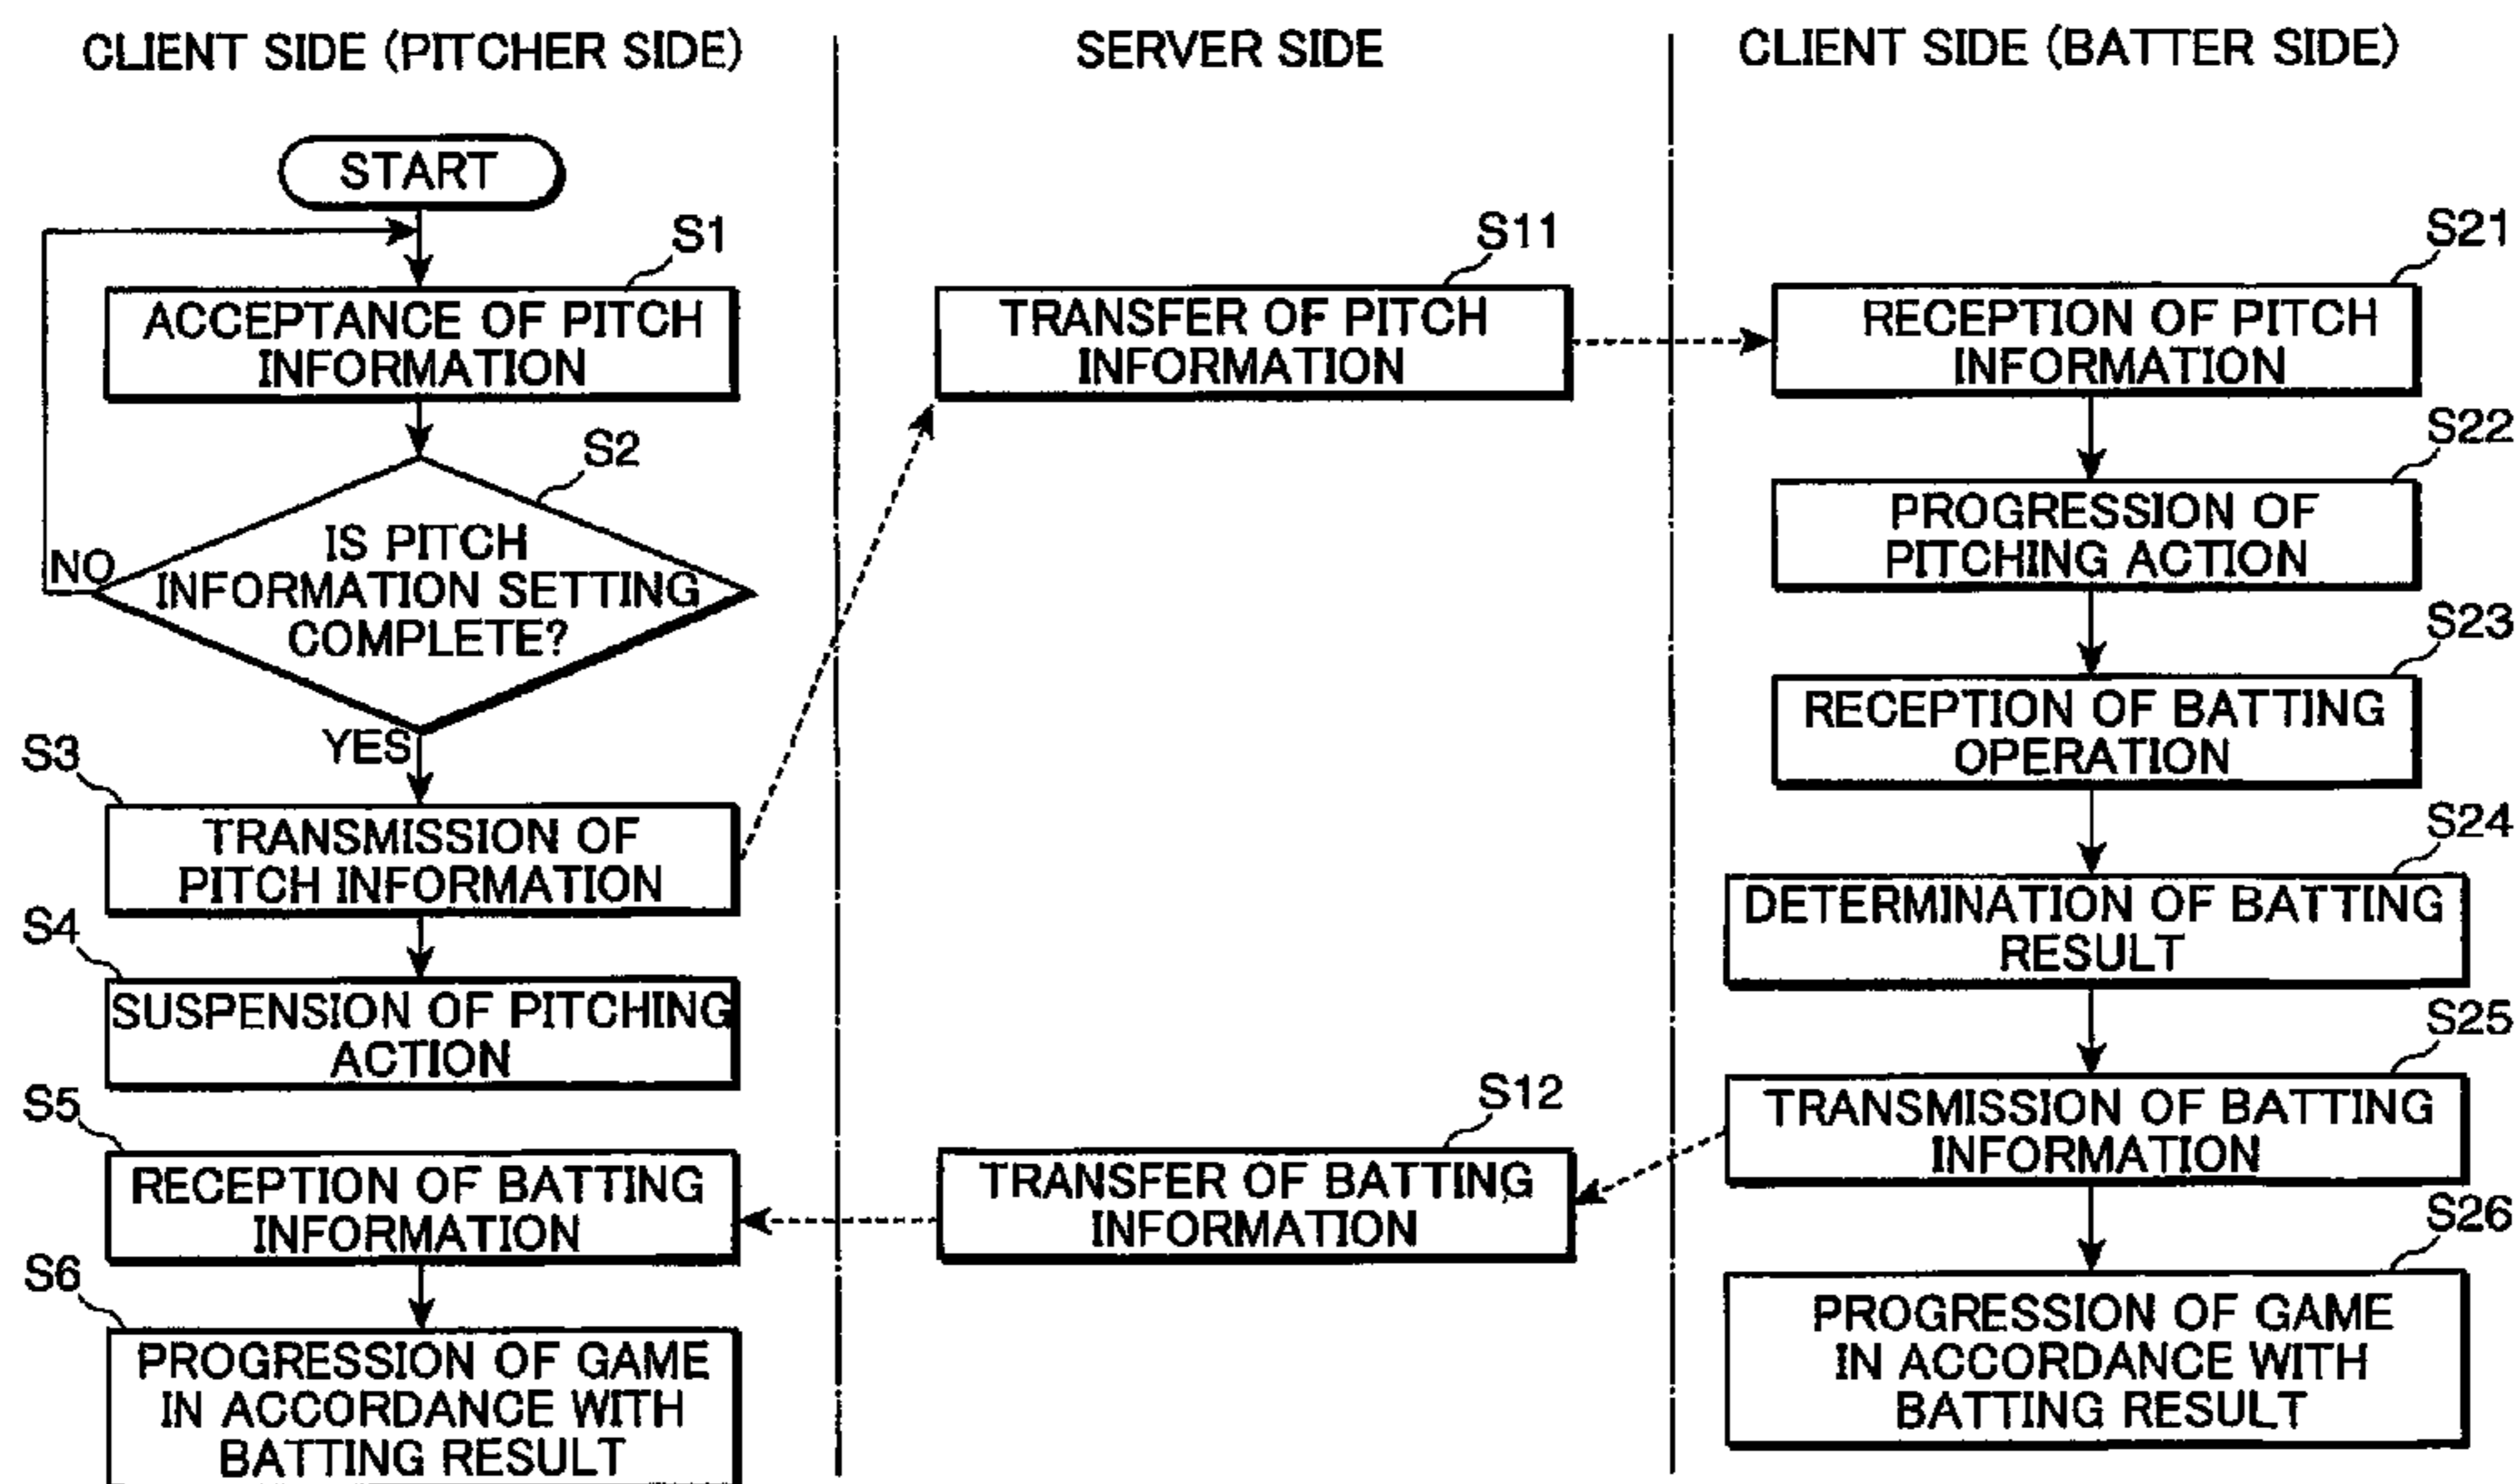 CLIENT SIDE (PITCHER SIDE)
START
S1
ACCEPTANCE OF PITCH
INFORMATION
S2
IS PITCH
INFORMATION SETTING
COMPLETE?
NO
YES
S3
TRANSMISSION OF
PITCH INFORMATION
S4
SUSPENSION OF PITCHING
ACTION
S5
RECEPTION OF BATTING
INFORMATION
S6
PROGRESSION OF GAME
IN ACCORDANCE WITH
BATTING RESULT
SERVER SIDE
S11
TRANSFER OF PITCH
INFORMATION
S12
TRANSFER OF BATTING
INFORMATION
CLIENT SIDE (BATTER SIDE)
S21
RECEPTION OF PITCH
INFORMATION
S22
PROGRESSION OF
PITCHING ACTION
S23
RECEPTION OF BATTING
OPERATION
S24
DETERMINATION OF BATTING
RESULT
S25
TRANSMISSION OF BATTING
INFORMATION
S26
PROGRESSION OF GAME
IN ACCORDANCE WITH
BATTING RESULT